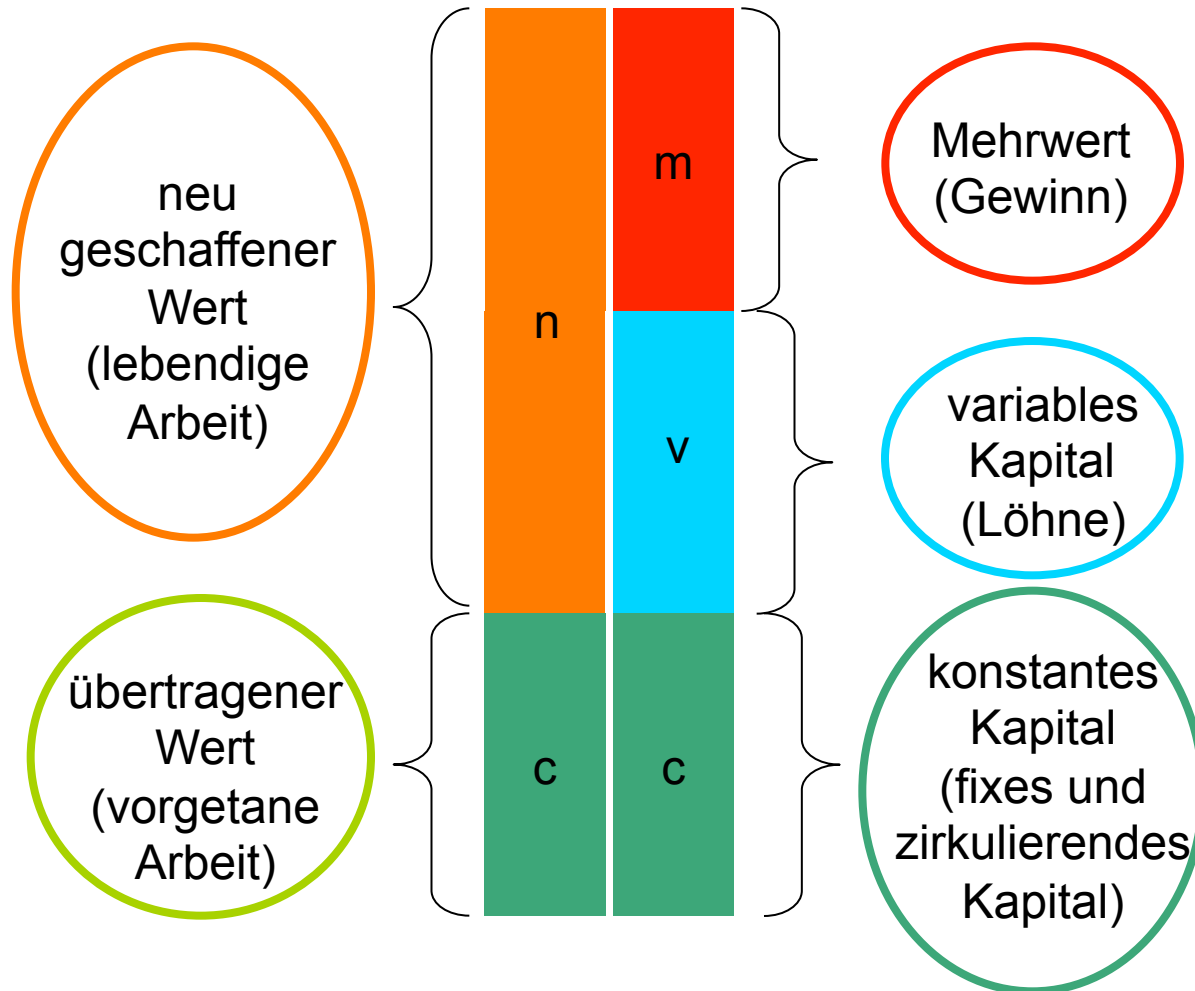 neu
geschaffener
Wert
(lebendige
Arbeit)
übertragener
Wert
(vorgetane
Arbeit)
n
c
m
v
c
Mehrwert
(Gewinn)
variables
Kapital
(Löhne)
konstantes
Kapital
(fixes und
zirkulierendes
Kapital)